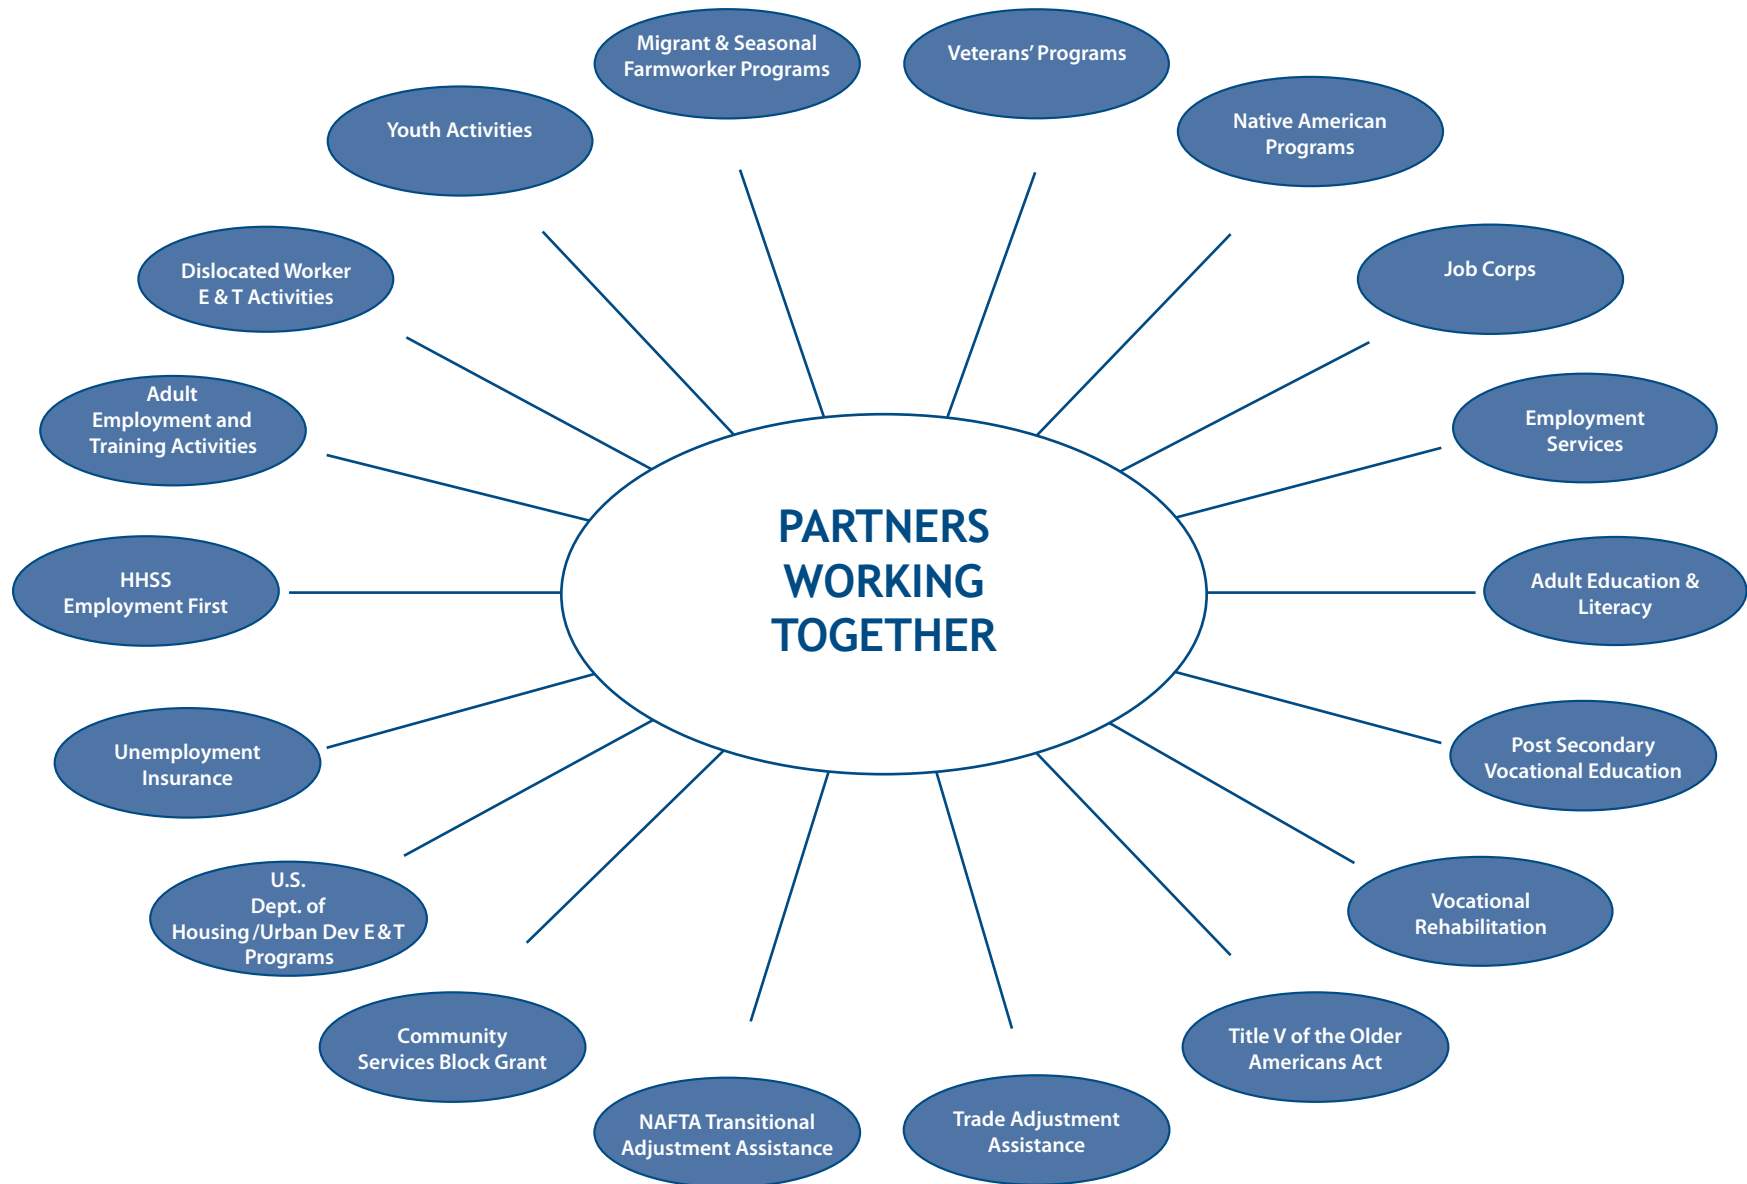 Migrant & Seasonal
Farmworker Programs
Veterans' Programs
Native American
Programs
Youth Activities
Job Corps
Dislocated Worker
E & T Activities
Adult
Employment and
Training Activities
Employment
Services
PARTNERS
WORKING
TOGETHER
HHSS
Employment First
Adult Education &
Literacy
Unemployment
Insurance
Post Secondary
Vocational Education
U.S.
Dept. of
Housing /Urban Dev E & T
Programs
Vocational
Rehabilitation
Community
Services Block Grant
Title V of the Older
Americans Act
NAFTA Transitional
Adjustment Assistance
Trade Adjustment
Assistance